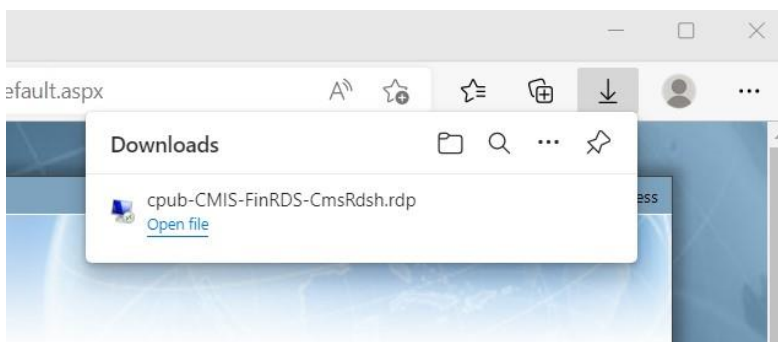 efault.aspx
Downloads
cpub-CMIS-FinRDS-CmsRdsh.rdp
Open file
ess